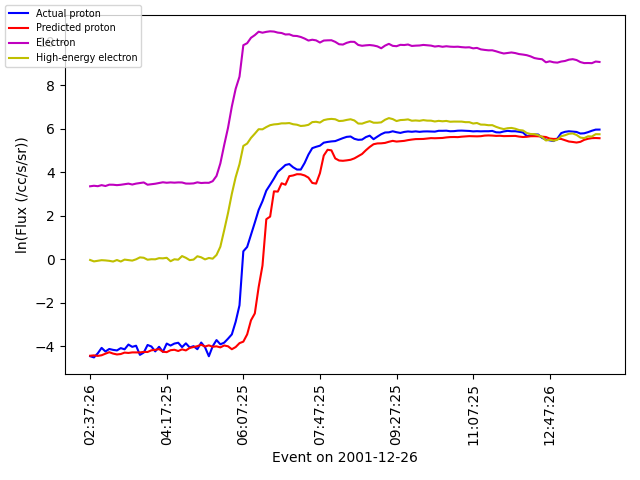 Actual proton
Predicted proton
Electron
High-energy electron
8
6
4
2
0
−2
−4
ln(Flux (/cc/s/sr))
02:37:26
04:17:25
06:07:25
07:47:25
09:27:25
11:07:25
12:47:26
Event on 2001-12-26